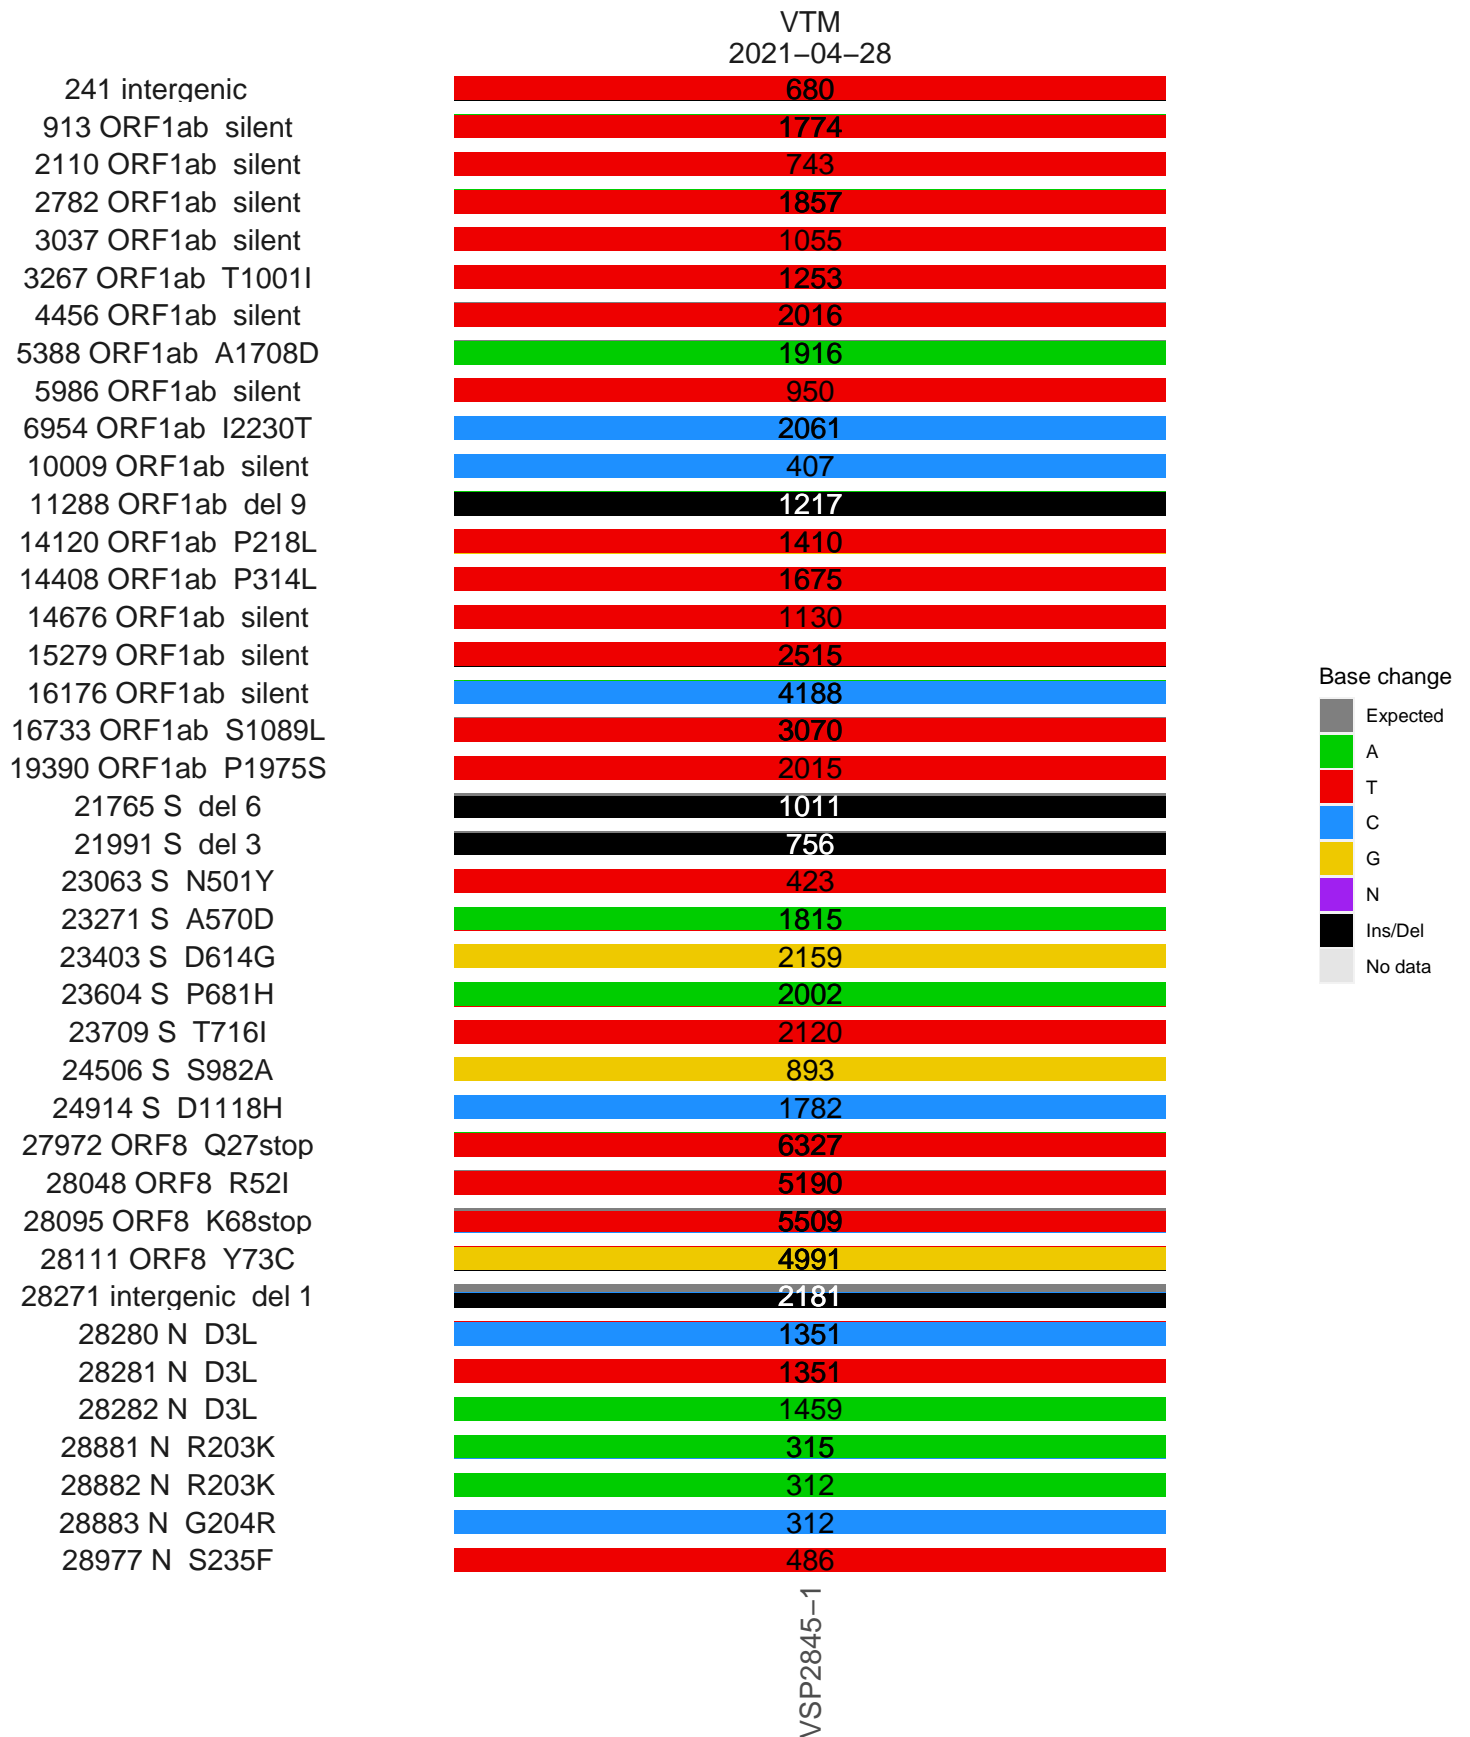 VTM
2021−04−28
241 intergenic 680
913 ORF1ab silent 1774
2110 ORF1ab silent 743
2782 ORF1ab silent 1857
3037 ORF1ab silent 1055
3267 ORF1ab T1001I 1253
4456 ORF1ab silent 2016
5388 ORF1ab A1708D 1916
5986 ORF1ab silent 950
6954 ORF1ab I2230T 2061
10009 ORF1ab silent 407
11288 ORF1ab del 9 1217
14120 ORF1ab P218L 1410
14408 ORF1ab P314L 1675
14676 ORF1ab silent 1130
15279 ORF1ab silent 2515
16176 ORF1ab silent 4188
16733 ORF1ab S1089L 3070
19390 ORF1ab P1975S 2015
21765 S del 6 1011
21991 S del 3 756
23063 S N501Y 423
23271 S A570D 1815
23403 S D614G 2159
23604 S P681H 2002
23709 S T716I 2120
24506 S S982A 893
24914 S D1118H 1782
27972 ORF8 Q27stop 6327
28048 ORF8 R52I 5190
28095 ORF8 K68stop 5509
28111 ORF8 Y73C 4991
28271 intergenic del 1 2181
28280 N D3L 1351
28281 N D3L 1351
28282 N D3L 1459
28881 N R203K 315
28882 N R203K 312
28883 N G204R 312
28977 N S235F 486
VSP2845−1
Base change
Expected
A
T
C
G
N
Ins/Del
No data